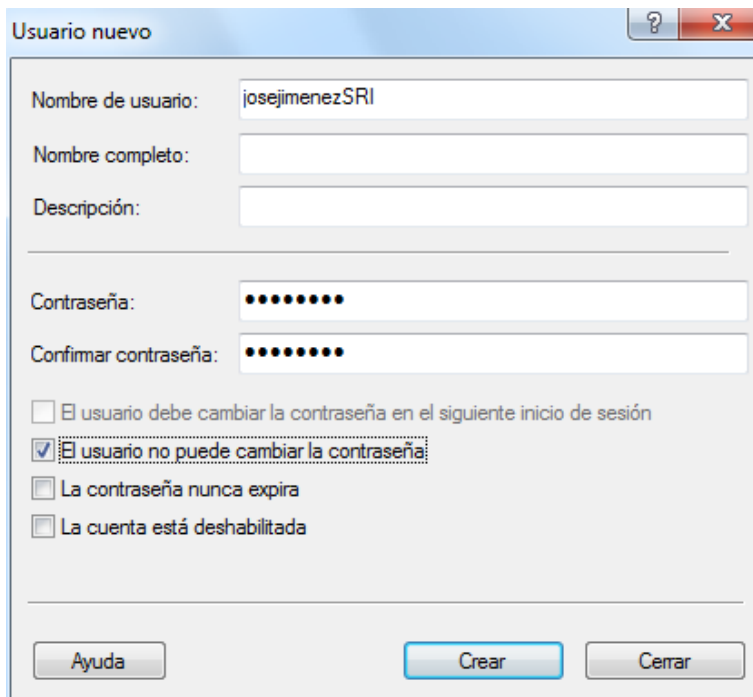 Usuario nuevo
Nombre de usuario: josejimenezSRI
Nombre completo:
Descripción:
Contraseña: ●●●●●●●●
Confirmar contraseña: ●●●●●●●●
El usuario debe cambiar la contraseña en el siguiente inicio de sesión
El usuario no puede cambiar la contraseña
La contraseña nunca expira
La cuenta está deshabilitada
Ayuda Crear Cerrar